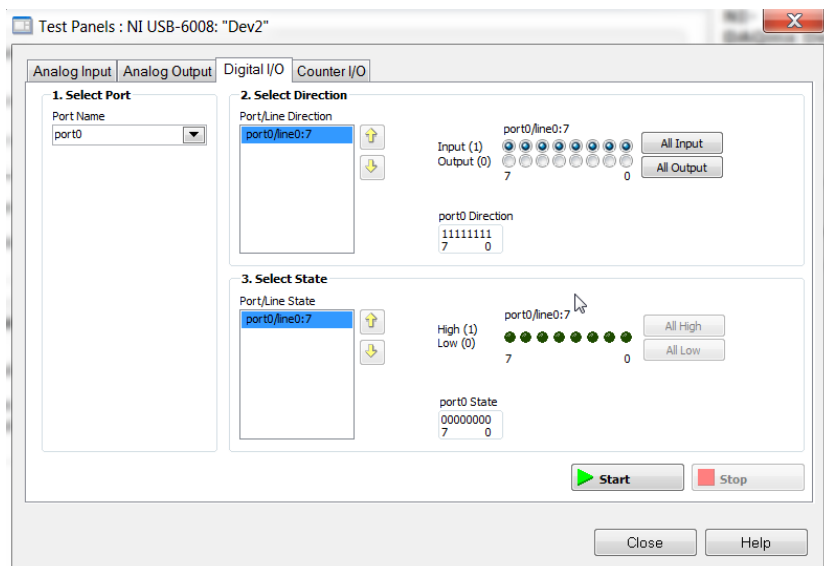 Test Panels : NI USB-6008: "Dev2"
Analog Input Analog Output Digital I/O Counter I/O
1. Select Port
Port Name
port0
2. Select Direction
Port/Line Direction
port0/line0:7
port0/line0:7
Input (1)
Output (0)
7 0
All Input
All Output
port0 Direction
11111111
7 0
3. Select State
Port/Line State
port0/line0:7
port0/line0:7
High (1)
Low (0)
7 0
All High
All Low
port0 State
00000000
7 0
Start Stop
Close Help